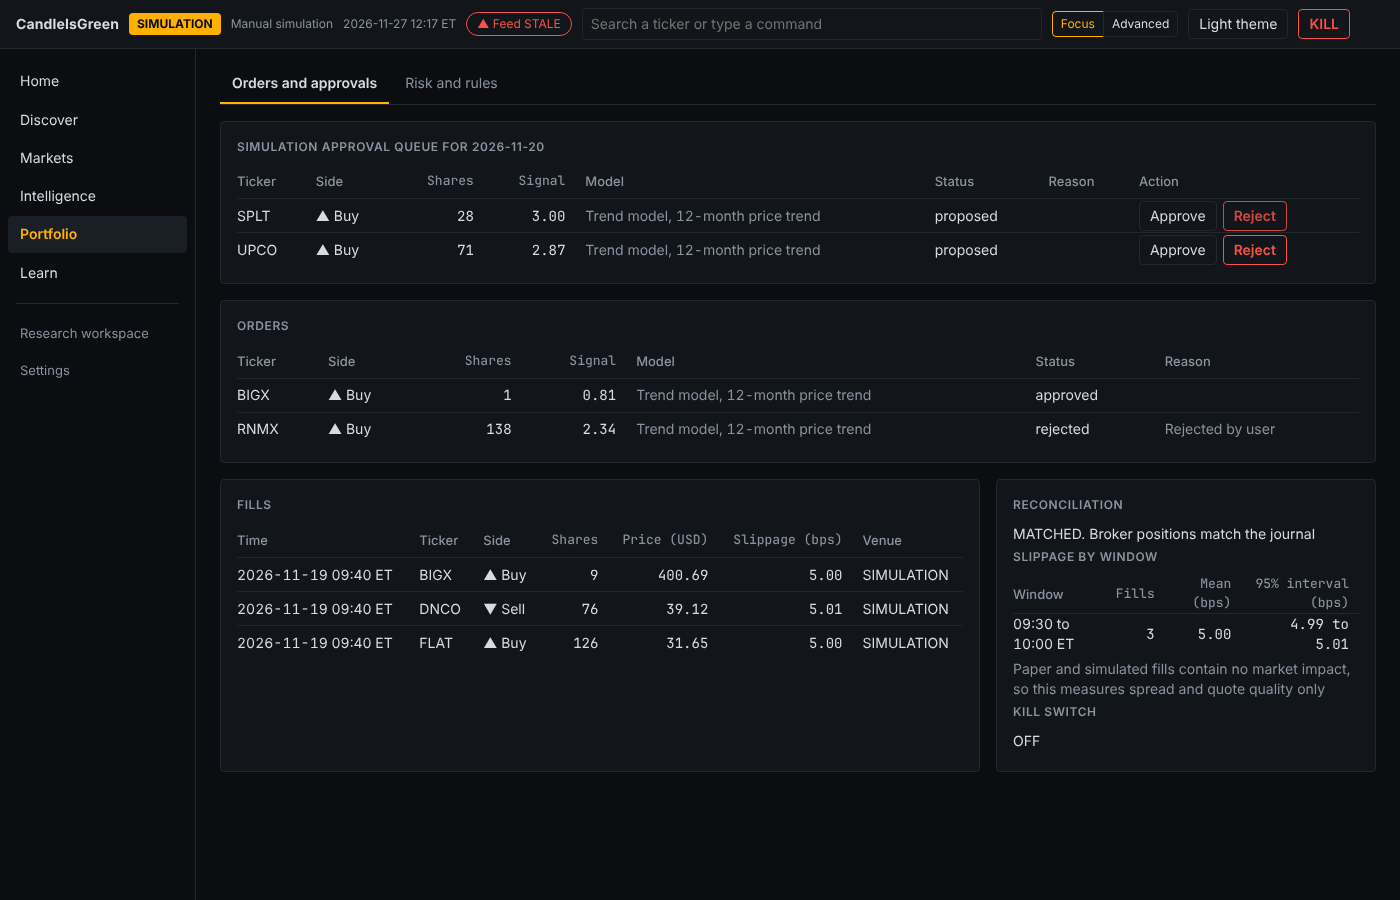 CandleIsGreen SIMULATION Manual simulation 2026-11-27 12:17 ET ▲ Feed STALE Search a ticker or type a command Focus Advanced Light theme KILL
Home
Discover
Markets
Intelligence
Portfolio
Learn
Research workspace
Settings
Orders and approvals Risk and rules
SIMULATION APPROVAL QUEUE FOR 2026-11-20
Ticker Side Shares Signal Model Status Reason Action
SPLT ▲ Buy 28 3.00 Trend model, 12-month price trend proposed Approve Reject
UPCO ▲ Buy 71 2.87 Trend model, 12-month price trend proposed Approve Reject
ORDERS
Ticker Side Shares Signal Model Status Reason
BIGX ▲ Buy 1 0.81 Trend model, 12-month price trend approved
RNMX ▲ Buy 138 2.34 Trend model, 12-month price trend rejected Rejected by user
FILLS
Time Ticker Side Shares Price (USD) Slippage (bps) Venue
2026-11-19 09:40 ET BIGX ▲ Buy 9 400.69 5.00 SIMULATION
2026-11-19 09:40 ET DNCO ▼ Sell 76 39.12 5.01 SIMULATION
2026-11-19 09:40 ET FLAT ▲ Buy 126 31.65 5.00 SIMULATION
RECONCILIATION
MATCHED. Broker positions match the journal
SLIPPAGE BY WINDOW
Window Fills Mean (bps) 95% interval (bps)
09:30 to 10:00 ET 3 5.00 4.99 to 5.01
Paper and simulated fills contain no market impact,
so this measures spread and quote quality only
KILL SWITCH
OFF